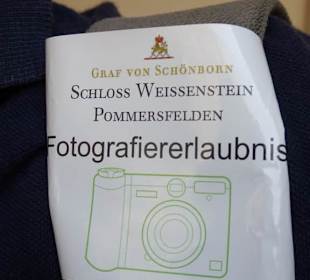 GRAF VON SCHÖNBORN
SCHLOSS WEISSENSTEIN
POMMERSFELDEN
Fotografiererlaubnis